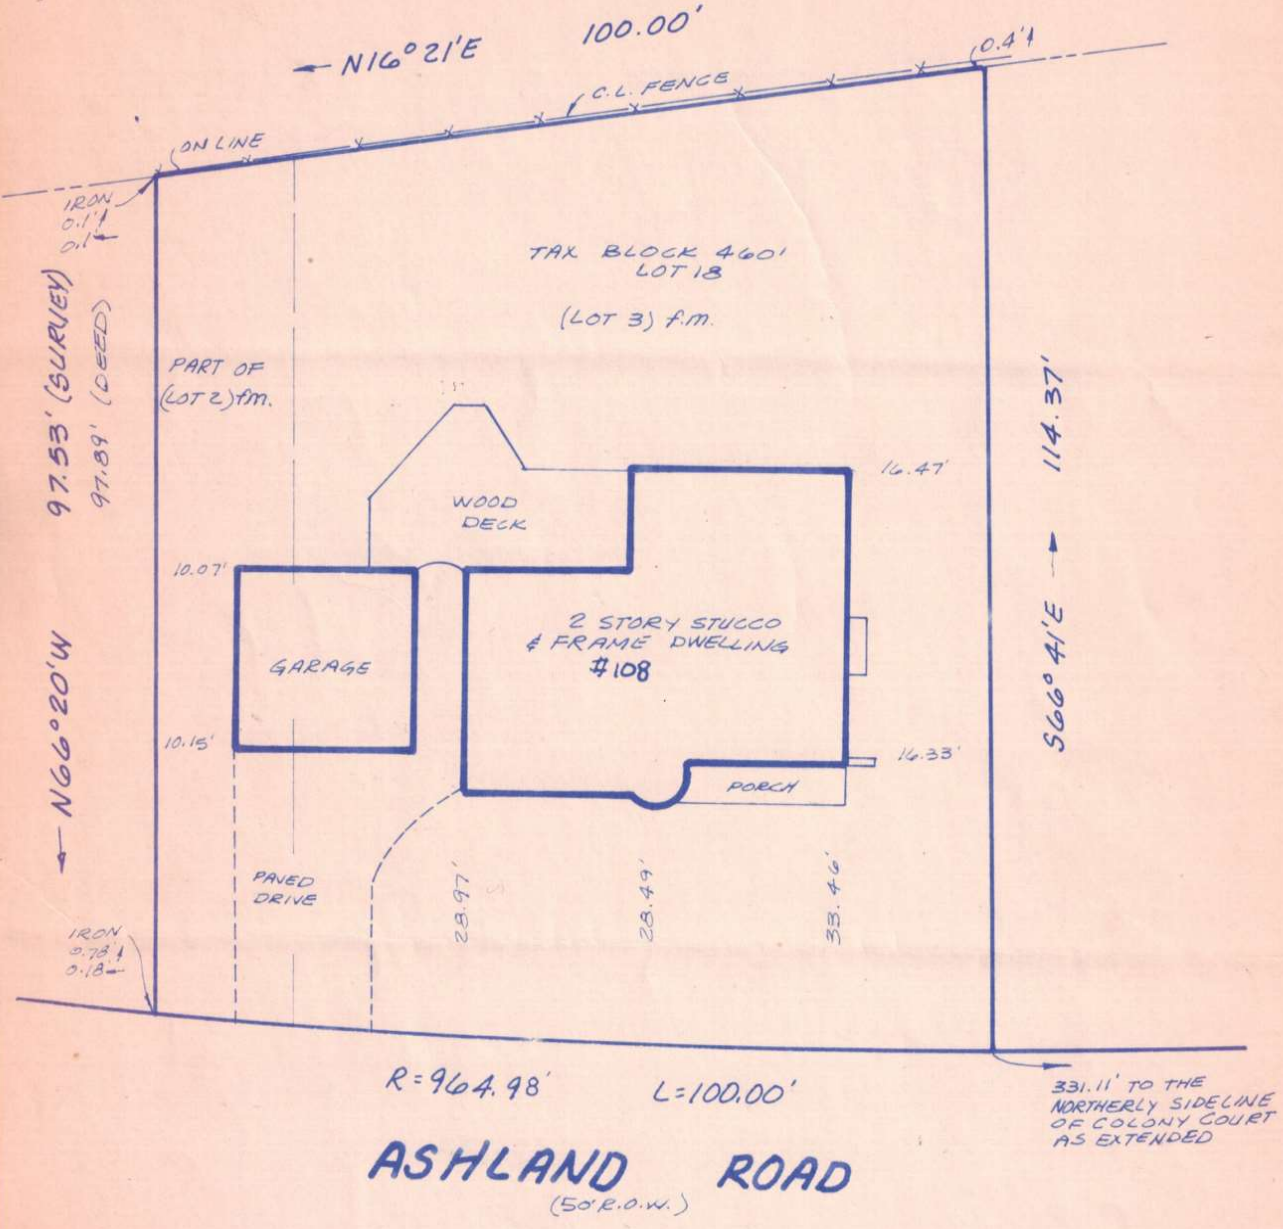 N16°21'E 100.00'
0.4'
C.L. FENCE
ON LINE
IRON
0.1'
0.1'
TAX BLOCK 460'
LOT 18
(LOT 3) f.m.
97.53' (SURVEY)
97.89' (DEED)
PART OF
(LOT 2) fm.
114.37'
16.47'
WOOD
DECK
10.07'
2 STORY STUCCO
& FRAME DWELLING
#108
GARAGE
N66°20'W
S66°41'E
10.15'
16.33'
PORCH
PAVED
DRIVE
28.97'
28.49'
33.46'
IRON
0.78'
0.18
R=964.98' L=100.00'
331.11' TO THE
NORTHERLY SIDELINE
OF COLONY COURT
AS EXTENDED
ASHLAND ROAD
(50' R.O.W.)